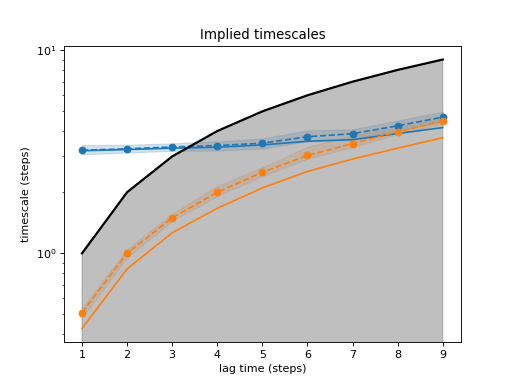 Implied timescales
timescale (steps)
10¹
10⁰
1 2 3 4 5 6 7 8 9
lag time (steps)